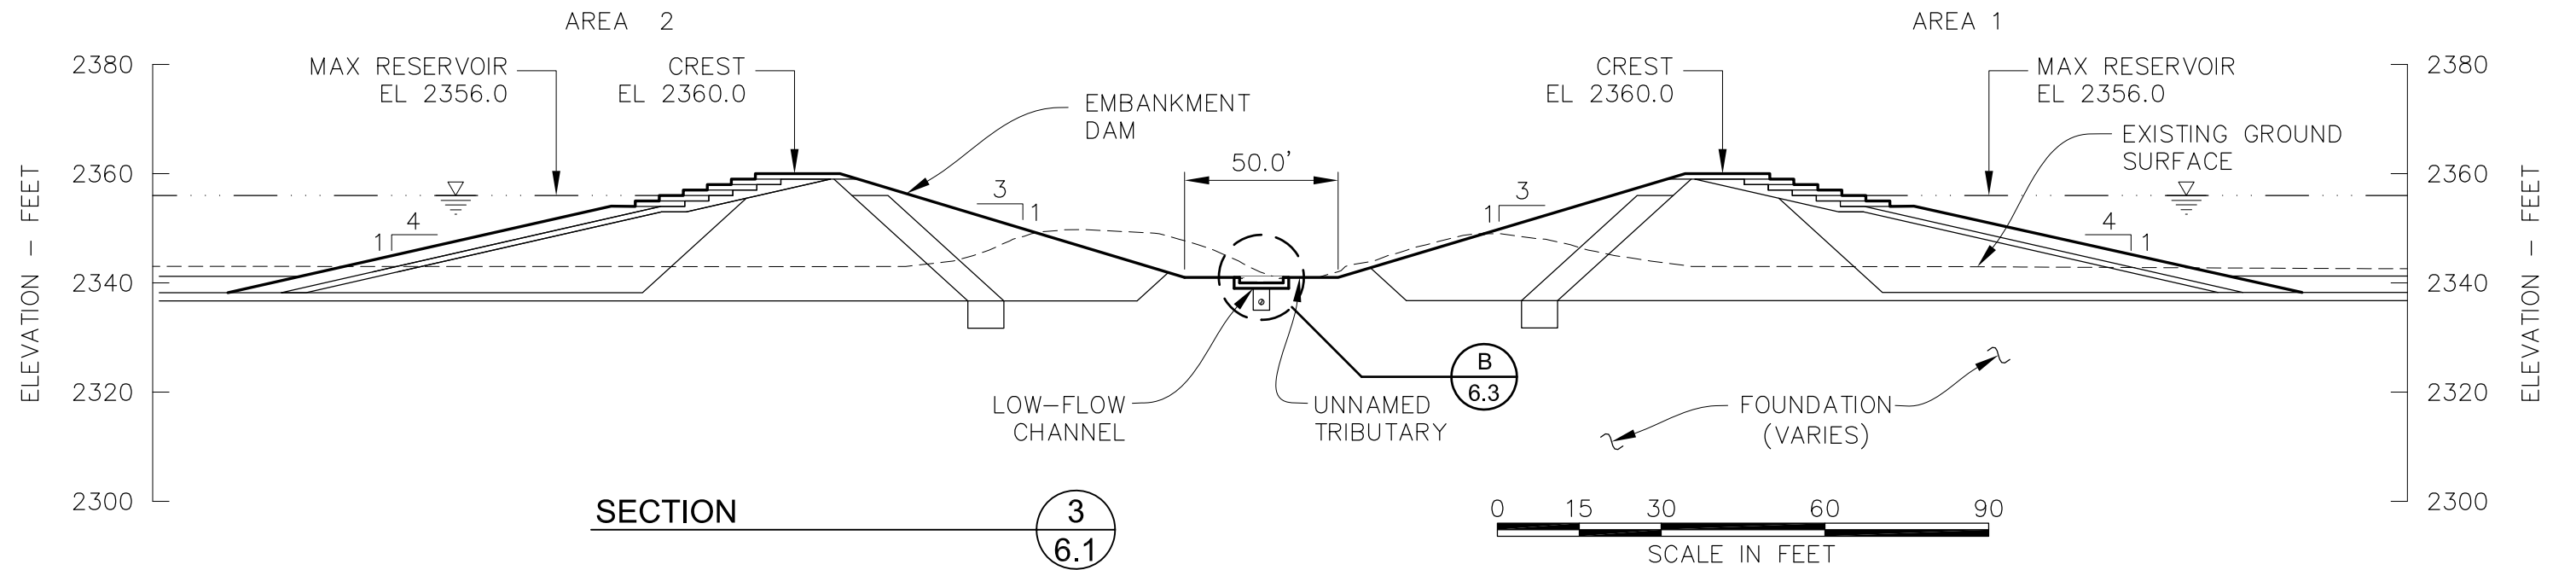 AREA 2
AREA 1
2380
MAX RESERVOIR
EL 2356.0
CREST
EL 2360.0
EMBANKMENT
DAM
50.0'
CREST
EL 2360.0
MAX RESERVOIR
EL 2356.0
EXISTING GROUND
SURFACE
2380
2360
2360
ELEVATION – FEET
ELEVATION – FEET
4
1
3
1
3
1
4
1
2340
2340
2320
2320
LOW–FLOW
CHANNEL
UNNAMED
TRIBUTARY
B
6.3
FOUNDATION
(VARIES)
2300
2300
SECTION
3
6.1
0 15 30 60 90
SCALE IN FEET